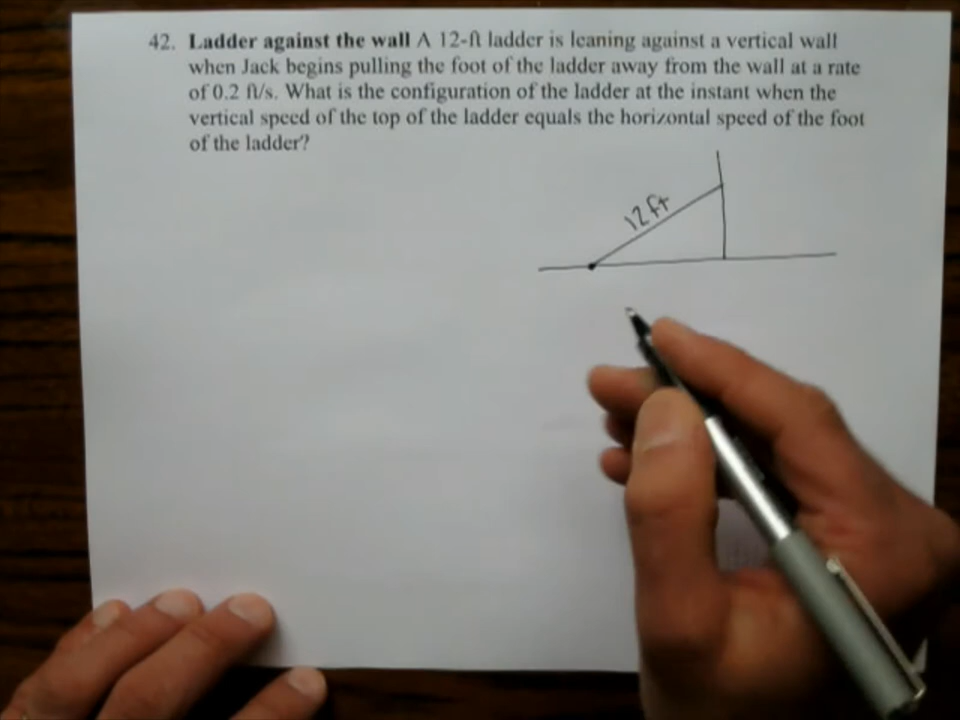 42. Ladder against the wall A 12-ft ladder is leaning against a vertical wall
when Jack begins pulling the foot of the ladder away from the wall at a rate
of 0.2 ft/s. What is the configuration of the ladder at the instant when the
vertical speed of the top of the ladder equals the horizontal speed of the foot
of the ladder?
12 ft